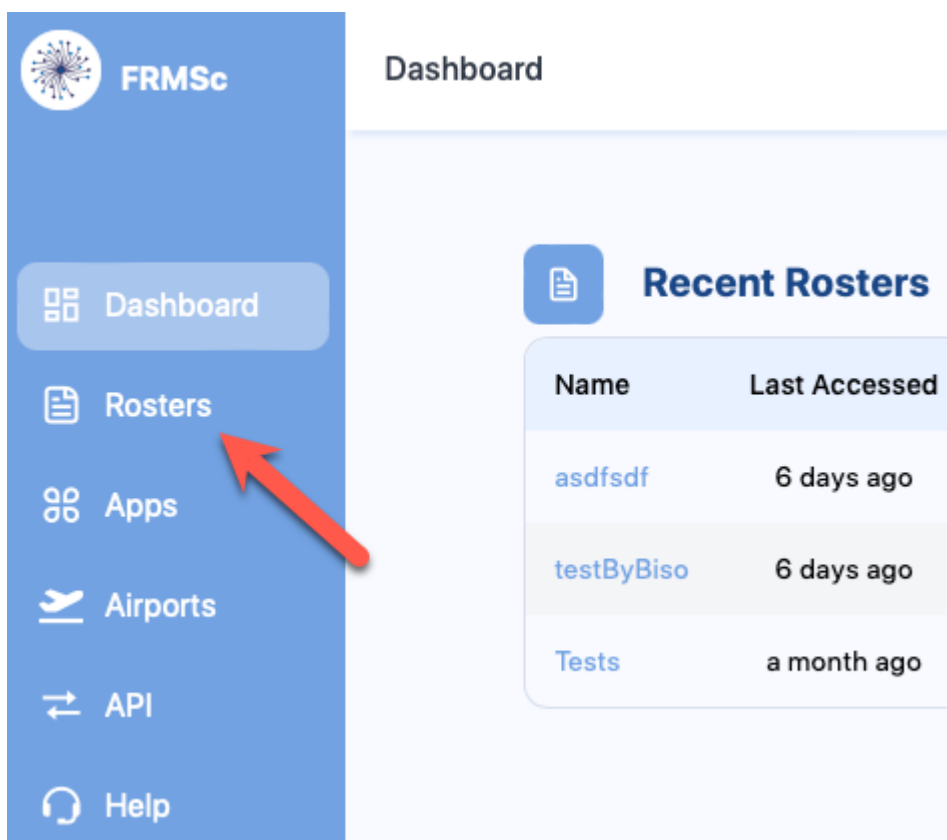 FRMSc
Dashboard
Rosters
Apps
Airports
API
Help
Dashboard
Recent Rosters
Name Last Accessed
asdfsdf 6 days ago
testByBiso 6 days ago
Tests a month ago